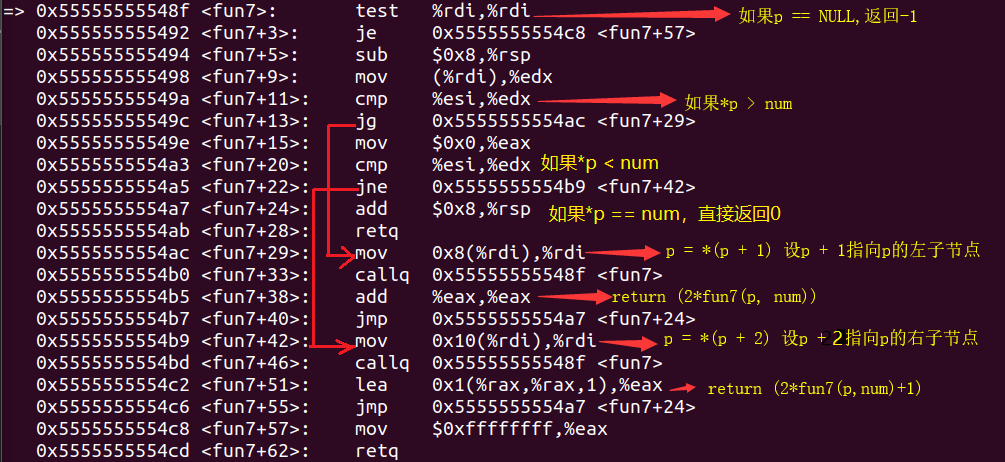 => 0x55555555548f <fun7>: test %rdi,%rdi 如果p == NULL,返回-1
0x555555555492 <fun7+3>: je 0x5555555554c8 <fun7+57>
0x555555555494 <fun7+5>: sub $0x8,%rsp
0x555555555498 <fun7+9>: mov (%rdi),%edx
0x55555555549a <fun7+11>: cmp %esi,%edx 如果*p > num
0x55555555549c <fun7+13>: jg 0x5555555554ac <fun7+29>
0x55555555549e <fun7+15>: mov $0x0,%eax
0x5555555554a3 <fun7+20>: cmp %esi,%edx 如果*p < num
0x5555555554a5 <fun7+22>: jne 0x5555555554b9 <fun7+42>
0x5555555554a7 <fun7+24>: add $0x8,%rsp 如果*p == num，直接返回0
0x5555555554ab <fun7+28>: retq
0x5555555554ac <fun7+29>: mov 0x8(%rdi),%rdi p = *(p + 1) 设p + 1指向p的左子节点
0x5555555554b0 <fun7+33>: callq 0x55555555548f <fun7>
0x5555555554b5 <fun7+38>: add %eax,%eax return (2*fun7(p, num))
0x5555555554b7 <fun7+40>: jmp 0x5555555554a7 <fun7+24>
0x5555555554b9 <fun7+42>: mov 0x10(%rdi),%rdi p = *(p + 2) 设p + 2指向p的右子节点
0x5555555554bd <fun7+46>: callq 0x55555555548f <fun7>
0x5555555554c2 <fun7+51>: lea 0x1(%rax,%rax,1),%eax return (2*fun7(p,num)+1)
0x5555555554c6 <fun7+55>: jmp 0x5555555554a7 <fun7+24>
0x5555555554c8 <fun7+57>: mov $0xffffffff,%eax
0x5555555554cd <fun7+62>: retq